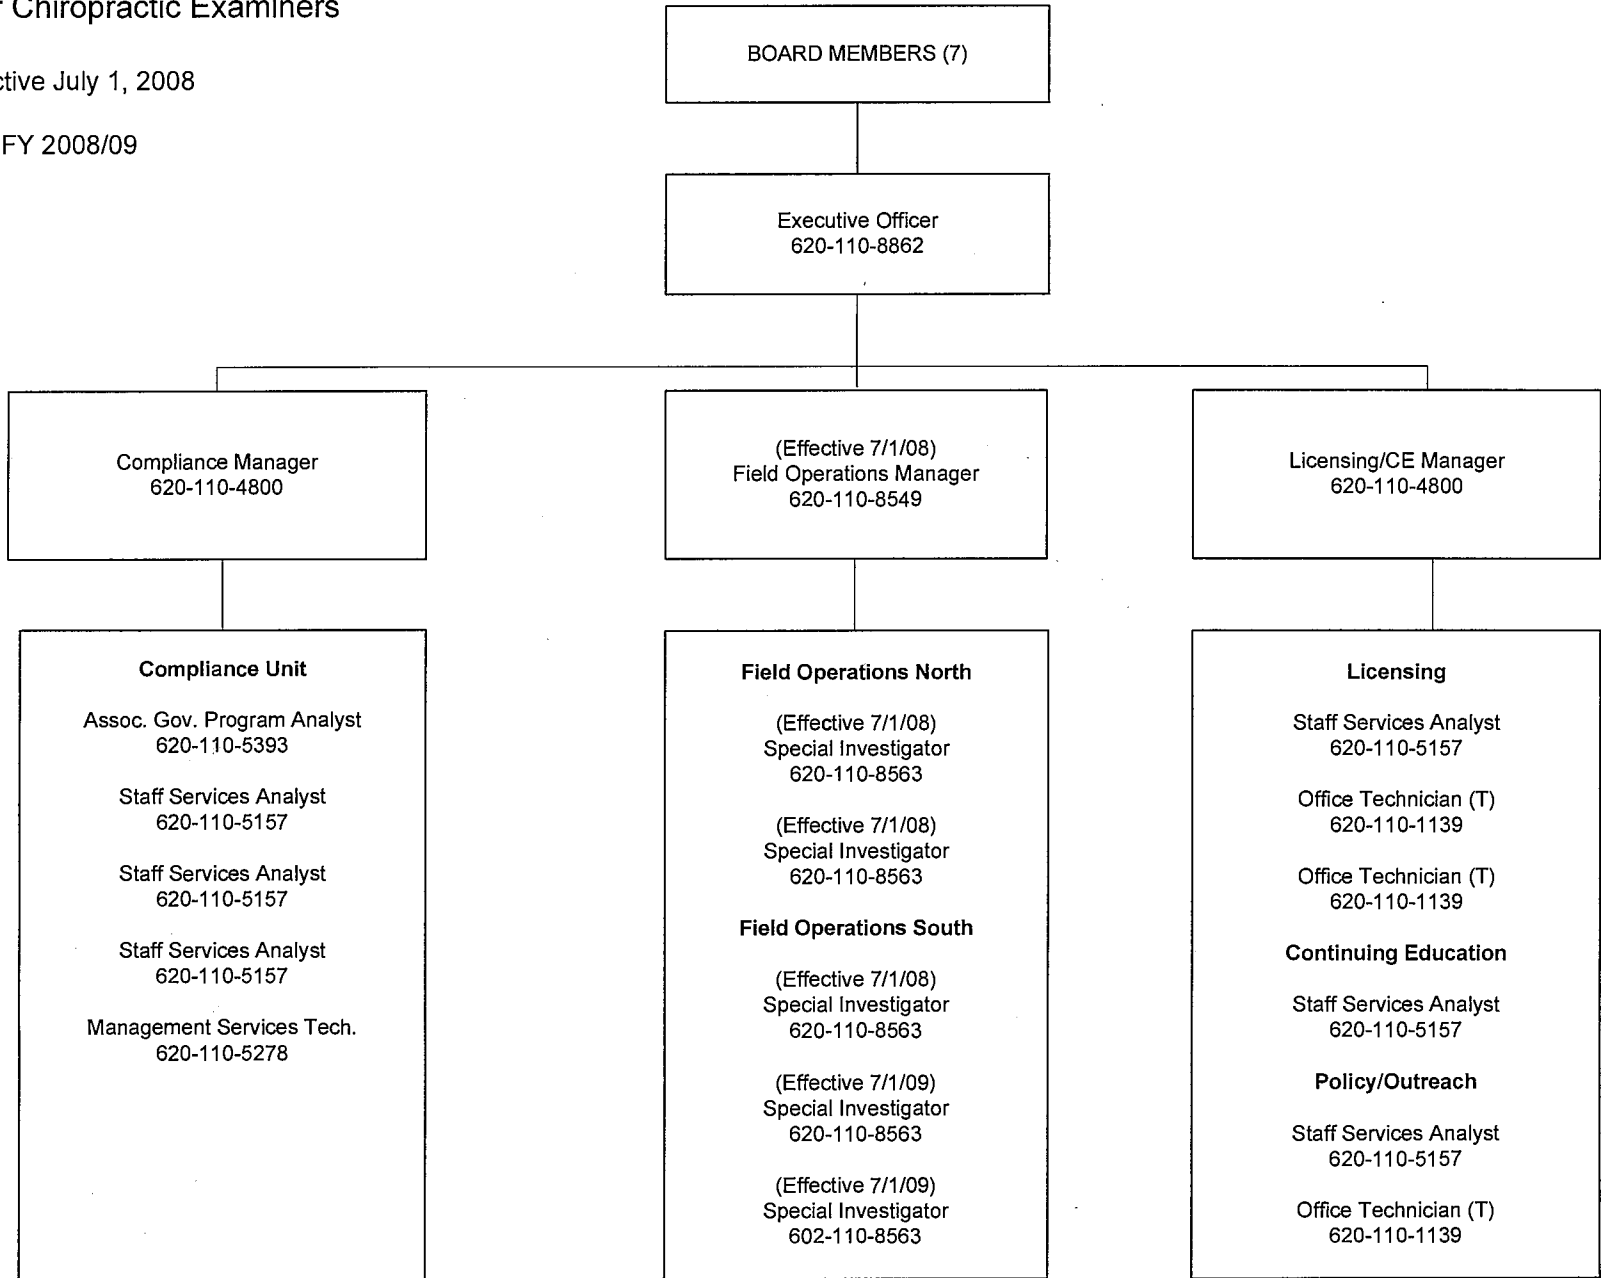 Chiropractic Examiners
July 1, 2008
FY 2008/09
BOARD MEMBERS (7)
Executive Officer
620-110-8862
Compliance Manager
620-110-4800
(Effective 7/1/08)
Field Operations Manager
620-110-8549
Licensing/CE Manager
620-110-4800
Compliance Unit
Assoc. Gov. Program Analyst
620-110-5393
Staff Services Analyst
620-110-5157
Staff Services Analyst
620-110-5157
Staff Services Analyst
620-110-5157
Management Services Tech.
620-110-5278
Field Operations North
(Effective 7/1/08)
Special Investigator
620-110-8563
(Effective 7/1/08)
Special Investigator
620-110-8563
Field Operations South
(Effective 7/1/08)
Special Investigator
620-110-8563
(Effective 7/1/09)
Special Investigator
620-110-8563
(Effective 7/1/09)
Special Investigator
602-110-8563
Licensing
Staff Services Analyst
620-110-5157
Office Technician (T)
620-110-1139
Office Technician (T)
620-110-1139
Continuing Education
Staff Services Analyst
620-110-5157
Policy/Outreach
Staff Services Analyst
620-110-5157
Office Technician (T)
620-110-1139